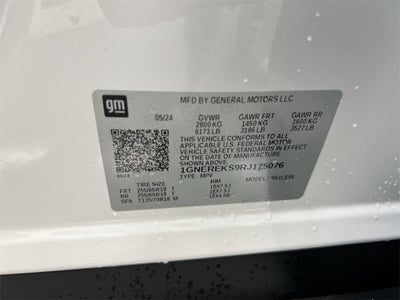 gm
MFD BY GENERAL MOTORS LLC
05/24 GVWR GAWR FRT GAWR RR
2800 KG 1450 KG 1600 KG
6173 LB 3196 LB 3527 LB
THIS VEHICLE CONFORMS TO ALL
APPLICABLE U.S. FEDERAL MOTOR
VEHICLE SAFETY STANDARDS IN
EFFECT ON THE DATE OF MANUFACTURE
SHOWN ABOVE
1GNEREKS9RJ175076
TYPE: MPV
TIRE SIZE RIM
FRT 255/65R18 T 18X7.5J
RR 255/65R18 T 18X7.5J
SPA T135/70R18 M 18X4.5B